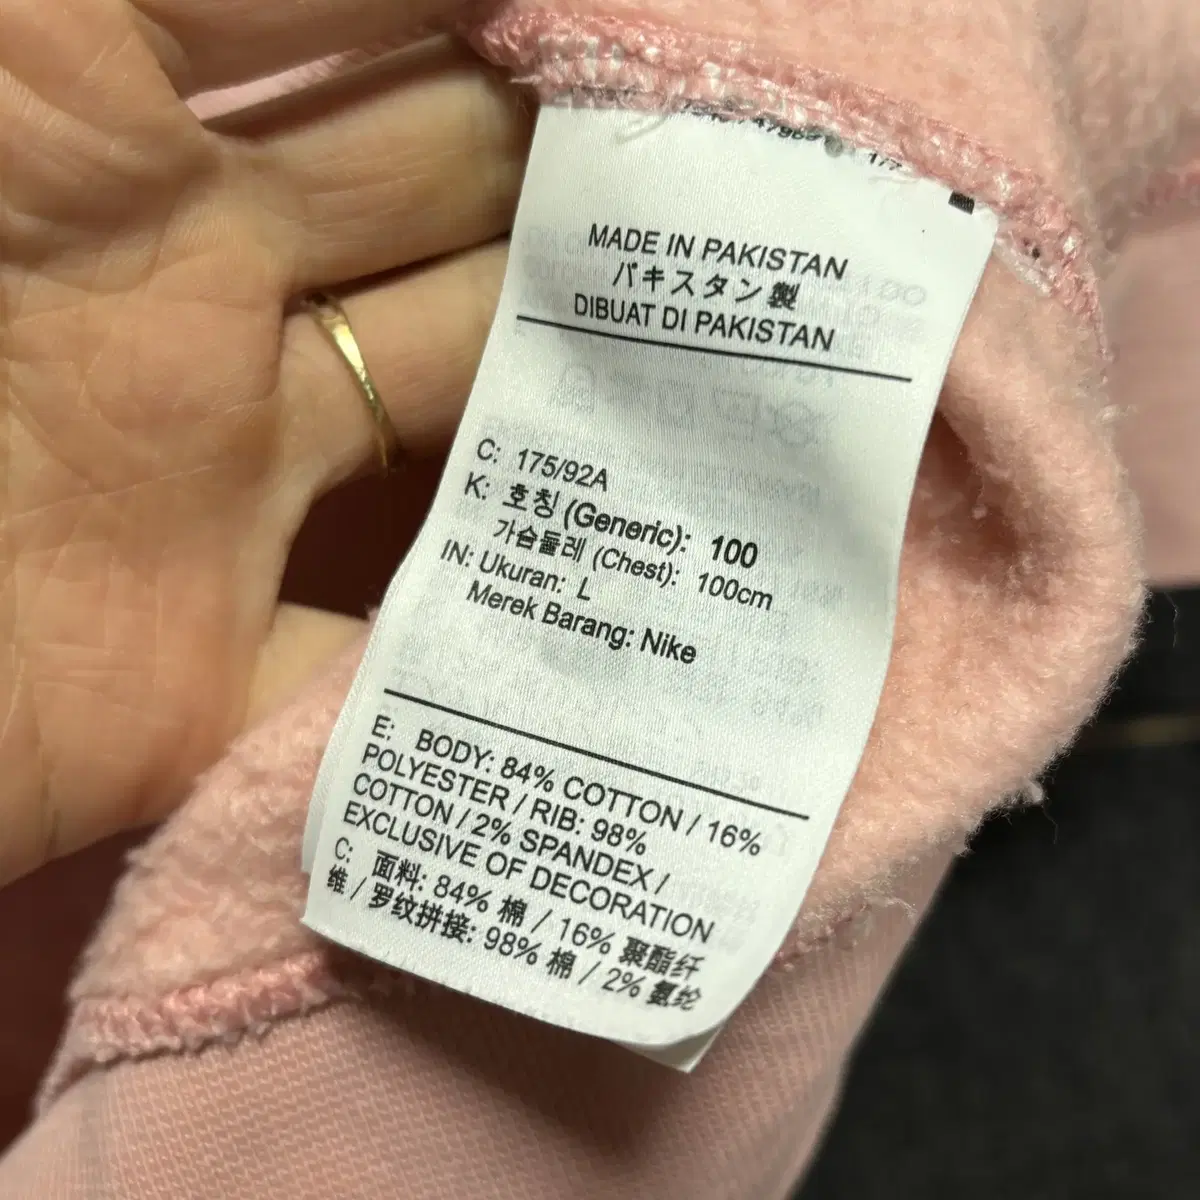 MADE IN PAKISTAN
パキスタン製
DIBUAT DI PAKISTAN
C: 175/92A
K: 호칭 (Generic): 100
가슴둘레 (Chest): 100cm
IN: Ukuran: L
Merek Barang: Nike
E: BODY: 84% COTTON / 16%
POLYESTER / RIB: 98%
COTTON / 2% SPANDEX /
EXCLUSIVE OF DECORATION
C: 面料: 84% 棉 / 16% 聚酯纤
维 / 罗纹拼接: 98% 棉 / 2% 氨纶